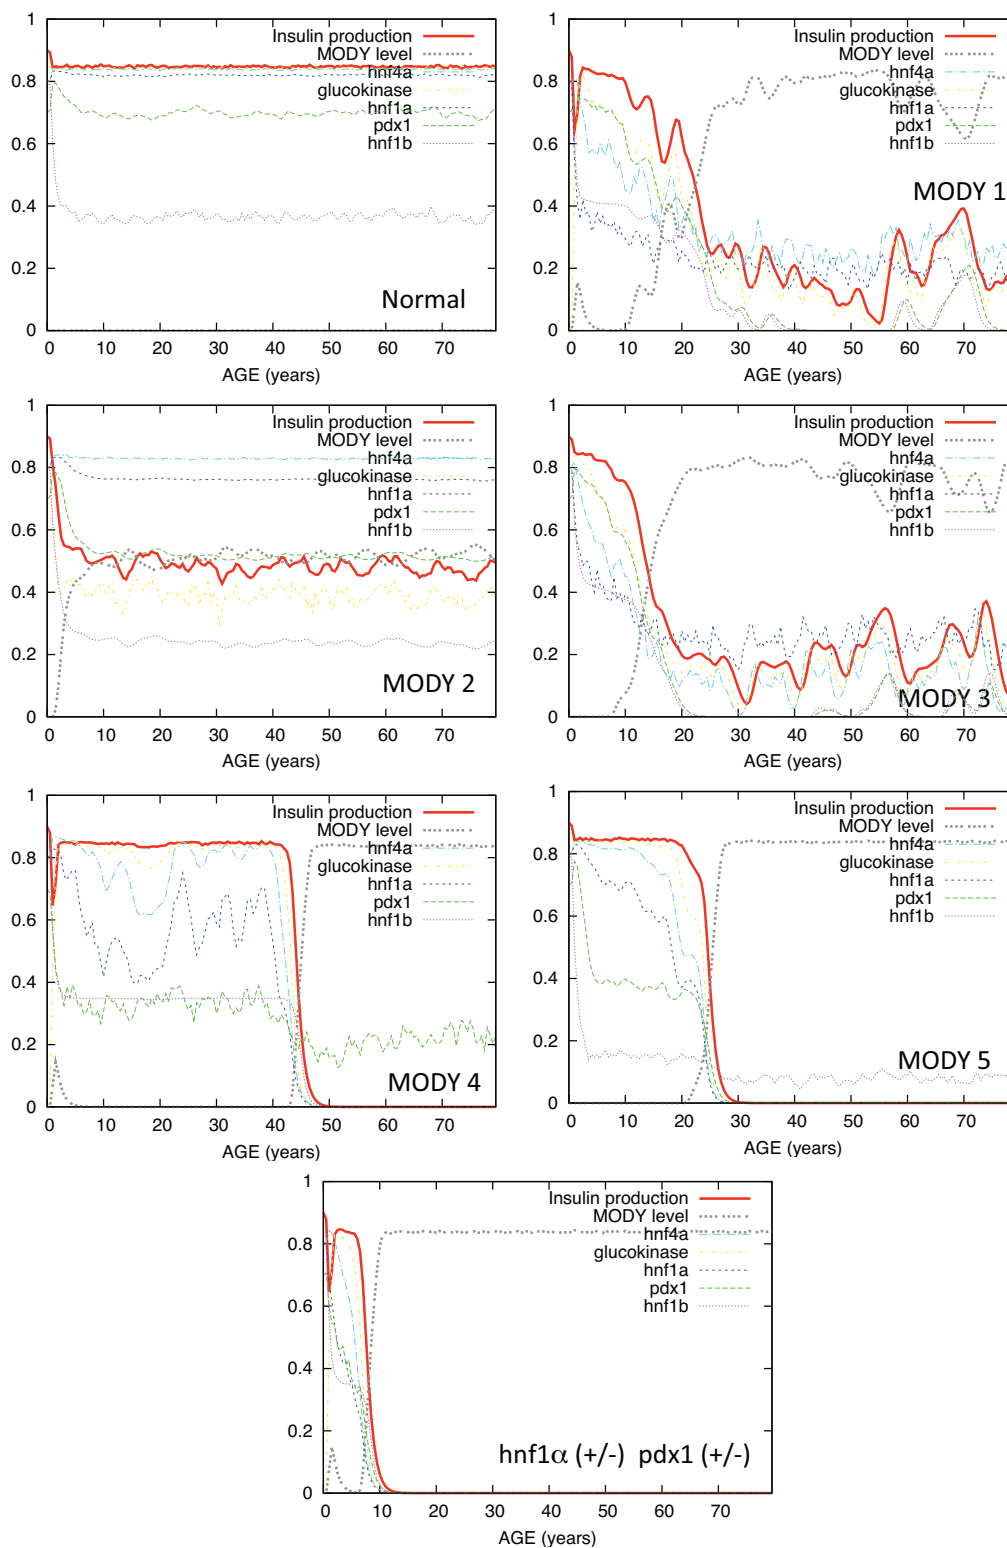 1
0.8
0.6
0.4
0.2
0
Insulin production
MODY level
hnf4a
glucokinase
hnf1a
pdx1
hnf1b
Normal
0 10 20 30 40 50 60 70
AGE (years)
1
0.8
0.6
0.4
0.2
0
Insulin production
MODY level
hnf4a
glucokinase
hnf1a
pdx1
hnf1b
MODY 1
0 10 20 30 40 50 60 70
AGE (years)
1
0.8
0.6
0.4
0.2
0
Insulin production
MODY level
hnf4a
glucokinase
hnf1a
pdx1
hnf1b
MODY 2
0 10 20 30 40 50 60 70
AGE (years)
1
0.8
0.6
0.4
0.2
0
Insulin production
MODY level
hnf4a
glucokinase
hnf1a
pdx1
hnf1b
MODY 3
0 10 20 30 40 50 60 70
AGE (years)
1
0.8
0.6
0.4
0.2
0
Insulin production
MODY level
hnf4a
glucokinase
hnf1a
pdx1
hnf1b
MODY 4
0 10 20 30 40 50 60 70
AGE (years)
1
0.8
0.6
0.4
0.2
0
Insulin production
MODY level
hnf4a
glucokinase
hnf1a
pdx1
hnf1b
MODY 5
0 10 20 30 40 50 60 70
AGE (years)
1
0.8
0.6
0.4
0.2
0
Insulin production
MODY level
hnf4a
glucokinase
hnf1a
pdx1
hnf1b
hnf1α (+/-) pdx1 (+/-)
0 10 20 30 40 50 60 70
AGE (years)